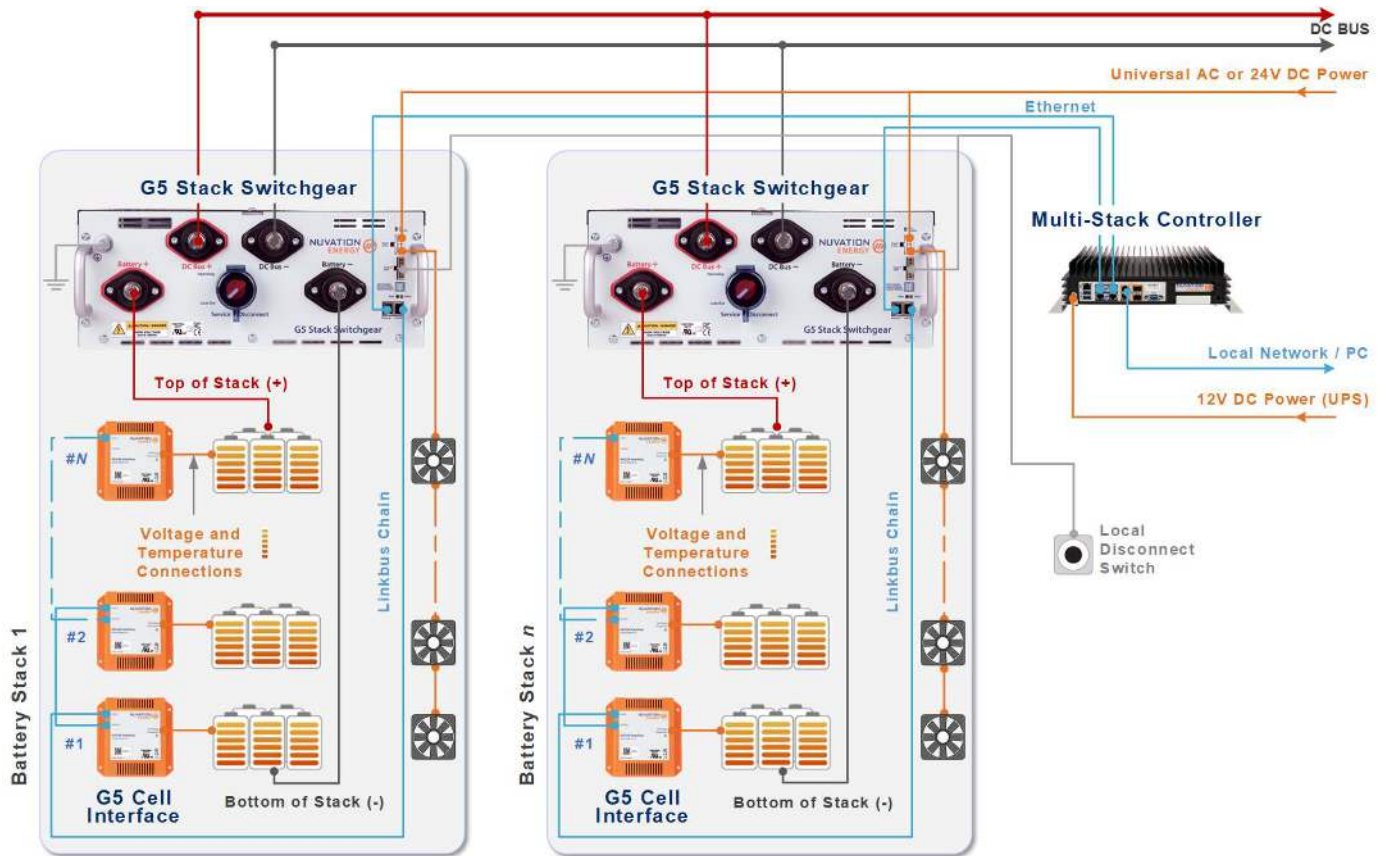 DC BUS
Universal AC or 24V DC Power
Ethernet
G5 Stack Switchgear
G5 Stack Switchgear
Multi-Stack Controller
NUVATION
ENERGY
Battery+
DC Bus +
DC Bus −
Battery−
Service
Disconnect
G5 Stack Switchgear
NUVATION
ENERGY
Battery+
DC Bus +
DC Bus −
Battery−
Service
Disconnect
G5 Stack Switchgear
Local Network / PC
12V DC Power (UPS)
Top of Stack (+)
Top of Stack (+)
#N
#N
Voltage and
Temperature
Connections
Voltage and
Temperature
Connections
Linkbus Chain
Linkbus Chain
Local
Disconnect
Switch
#2
#2
Battery Stack 1
Battery Stack n
#1
#1
G5 Cell
Interface
Bottom of Stack (-)
G5 Cell
Interface
Bottom of Stack (-)